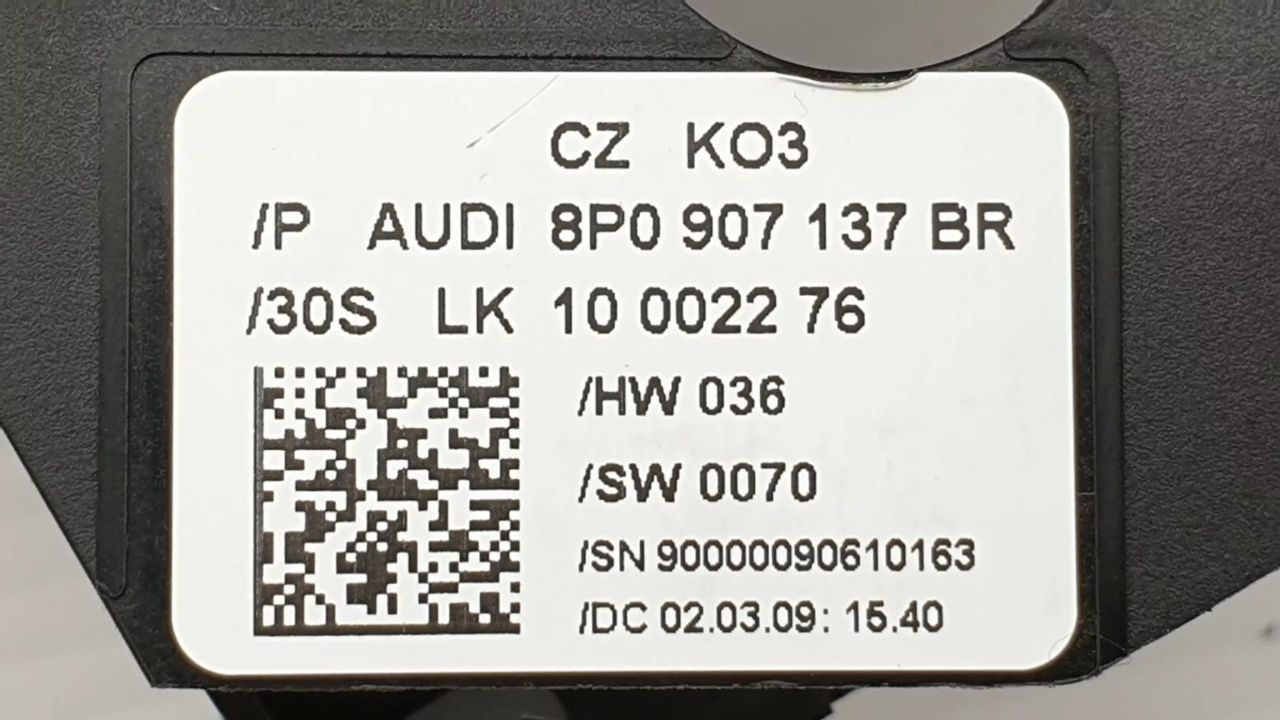 CZ KO3
/P AUDI 8P0 907 137 BR
/30S LK 10 0022 76
/HW 036
/SW 0070
/SN 90000090610163
/DC 02.03.09: 15.40